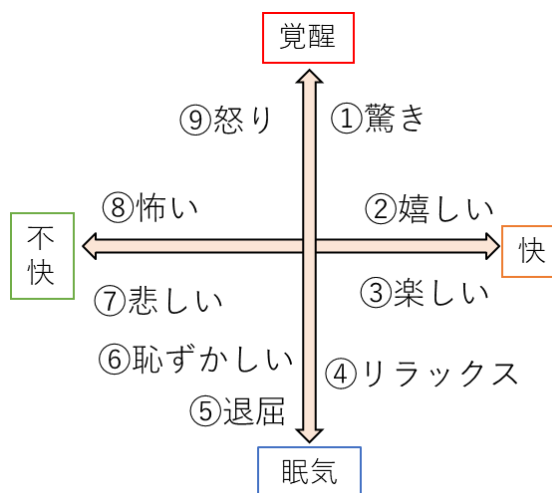 覚醒
⑨怒り
①驚き
⑧怖い
②嬉しい
不
快
快
③楽しい
⑦悲しい
⑥恥ずかしい
④リラックス
⑤退屈
眠気